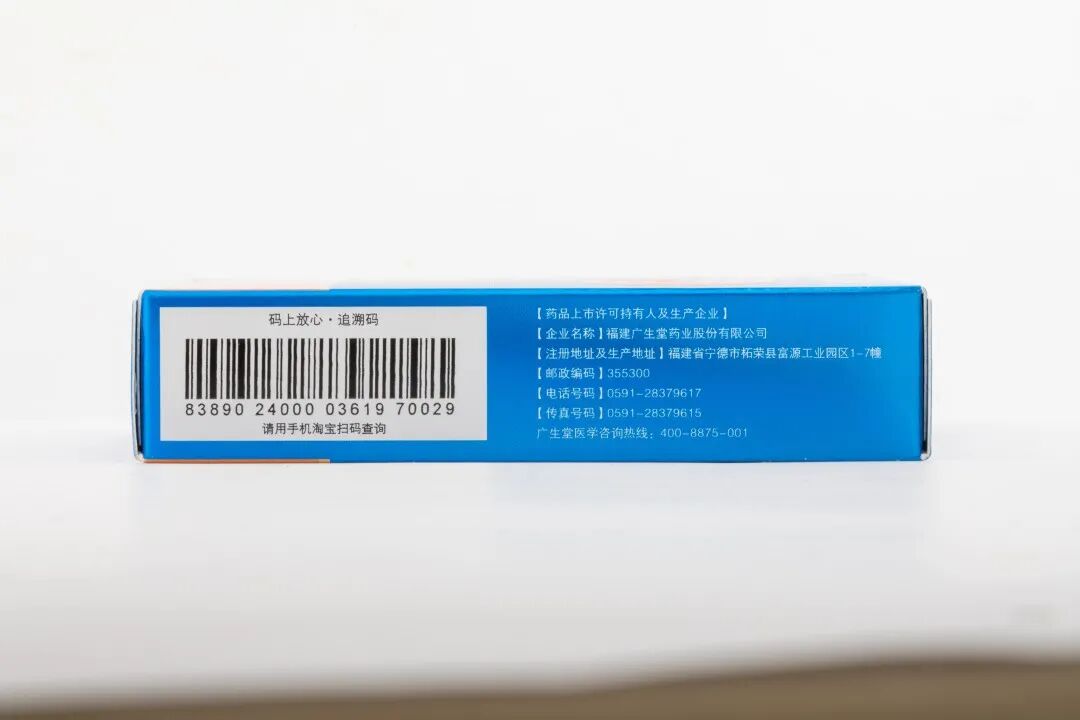 码上放心·追溯码
83890 24000 03619 70029
请用手机淘宝扫码查询
【药品上市许可持有人及生产企业】
【企业名称】福建广生堂药业股份有限公司
【注册地址及生产地址】福建省宁德市柘荣县富源工业园区1-7幢
【邮政编码】355300
【电话号码】0591-28379617
【传真号码】0591-28379615
广生堂医学咨询热线：400-8875-001